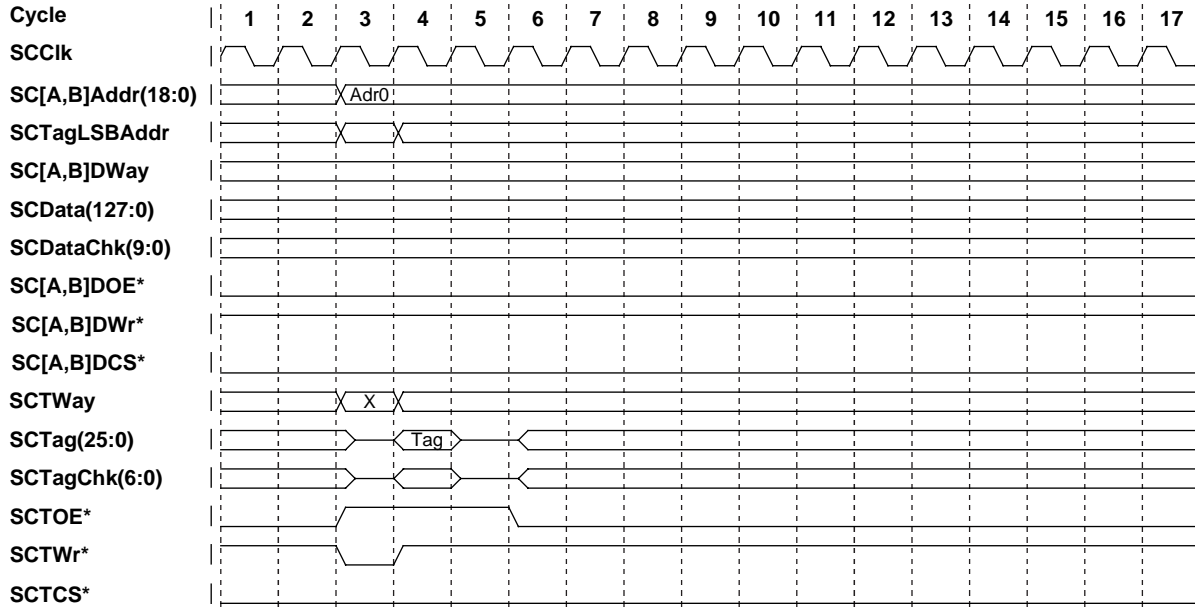 Cycle 1 2 3 4 5 6 7 8 9 10 11 12 13 14 15 16 17
SCClk
SC[A,B]Addr(18:0) Adr0
SCTagLSBAddr
SC[A,B]DWay
SCData(127:0)
SCDataChk(9:0)
SC[A,B]DOE*
SC[A,B]DWr*
SC[A,B]DCS*
SCTWay X
SCTag(25:0) Tag
SCTagChk(6:0)
SCTOE*
SCTWr*
SCTCS*